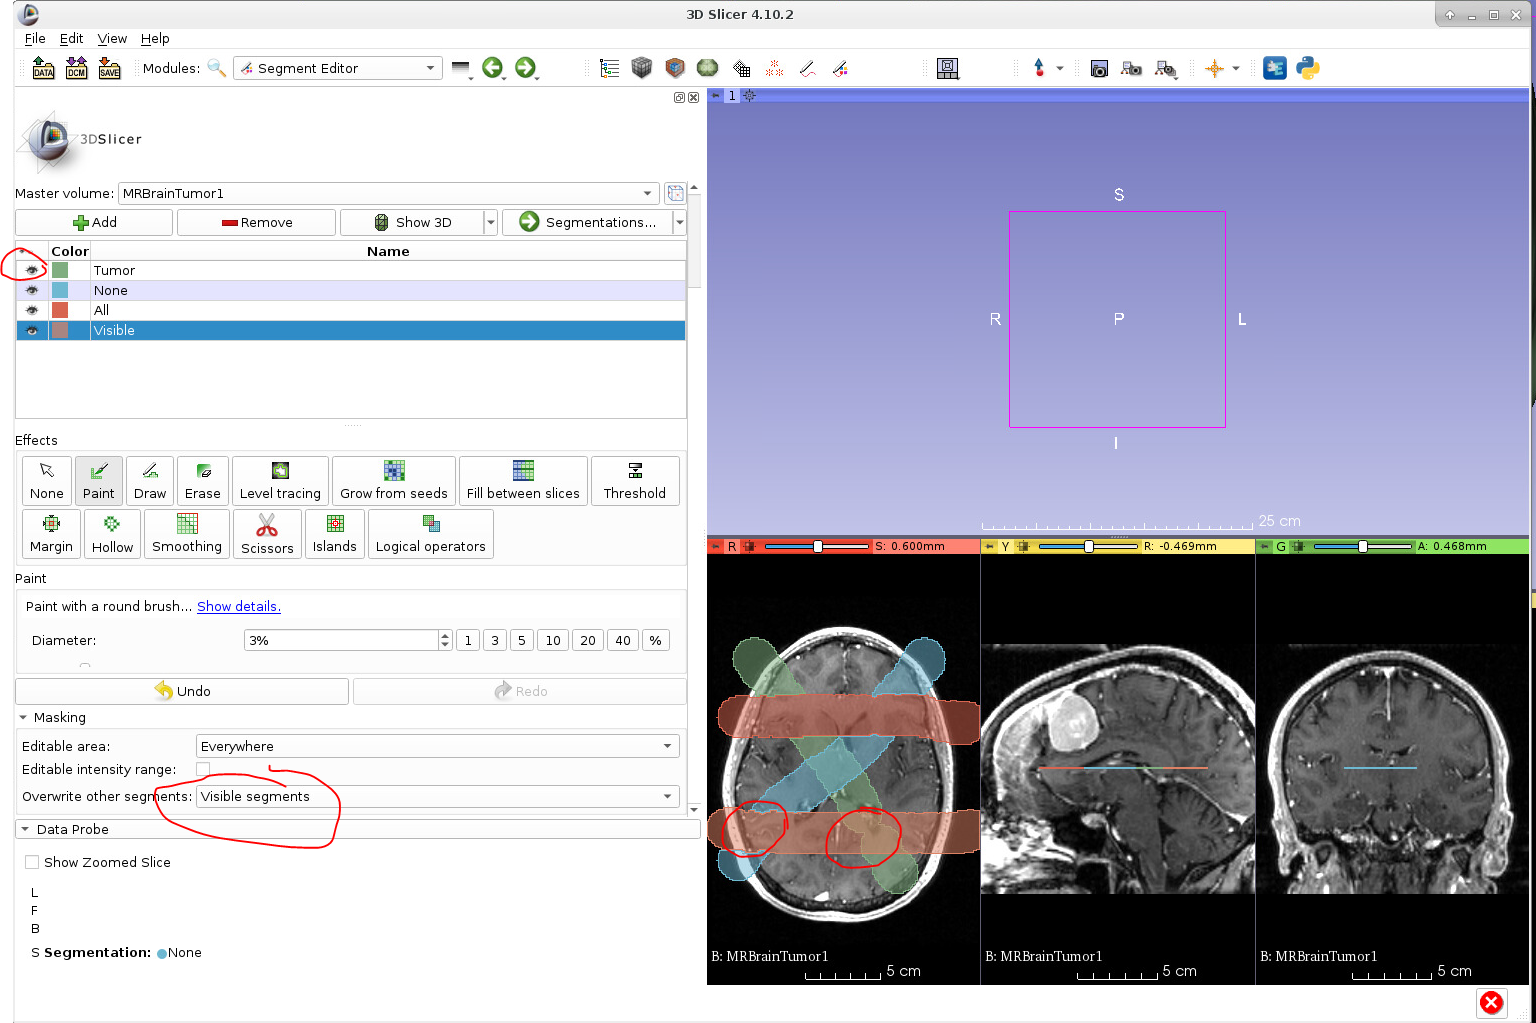 3D Slicer 4.10.2
File Edit View Help
DATA DCM SAVE Modules: Segment Editor
1
3DSlicer
Master volume: MRBrainTumor1
Add Remove Show 3D Segmentations...
Color Name
Tumor
None
All
Visible
Effects
None Paint Draw Erase Level tracing Grow from seeds Fill between slices Threshold
Margin Hollow Smoothing Scissors Islands Logical operators
Paint
Paint with a round brush... Show details.
Diameter: 3% 1 3 5 10 20 40 %
Undo Redo
Masking
Editable area: Everywhere
Editable intensity range:
Overwrite other segments: Visible segments
Data Probe
Show Zoomed Slice
L
F
B
S Segmentation: None
S
R P L
I
25 cm
R S: 0.600mm Y R: -0.469mm G A: 0.468mm
B: MRBrainTumor1 B: MRBrainTumor1 B: MRBrainTumor1
5 cm 5 cm 5 cm